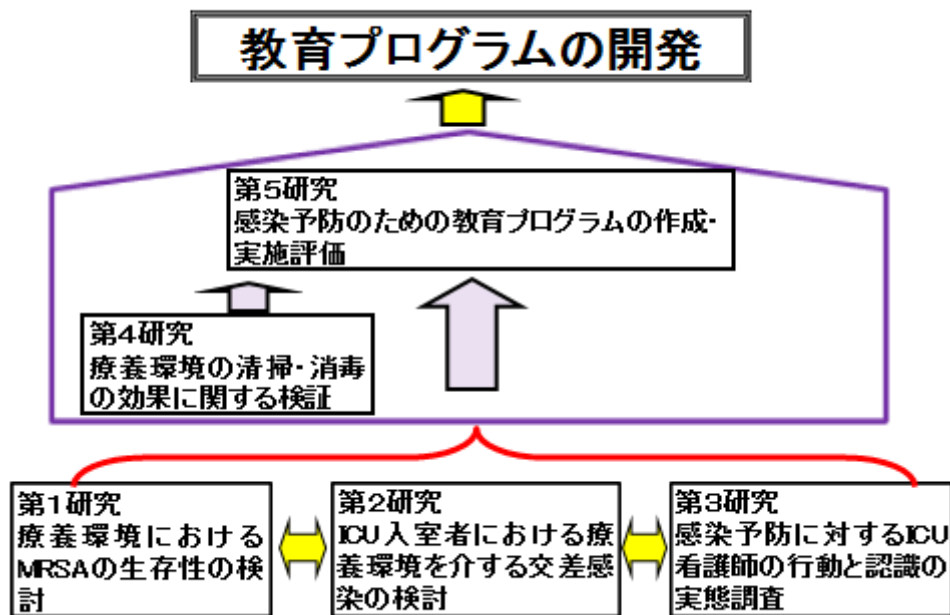 教育プログラムの開発
第5研究
感染予防のための教育プログラムの作成･
実施評価
第4研究
療養環境の清掃･消毒
の効果に関する検証
第1研究
療養環境における
MRSAの生存性の検
討
第2研究
ICU入室者における療
養環境を介する交差感
染の検討
第3研究
感染予防に対するICU
看護師の行動と認識の
実態調査